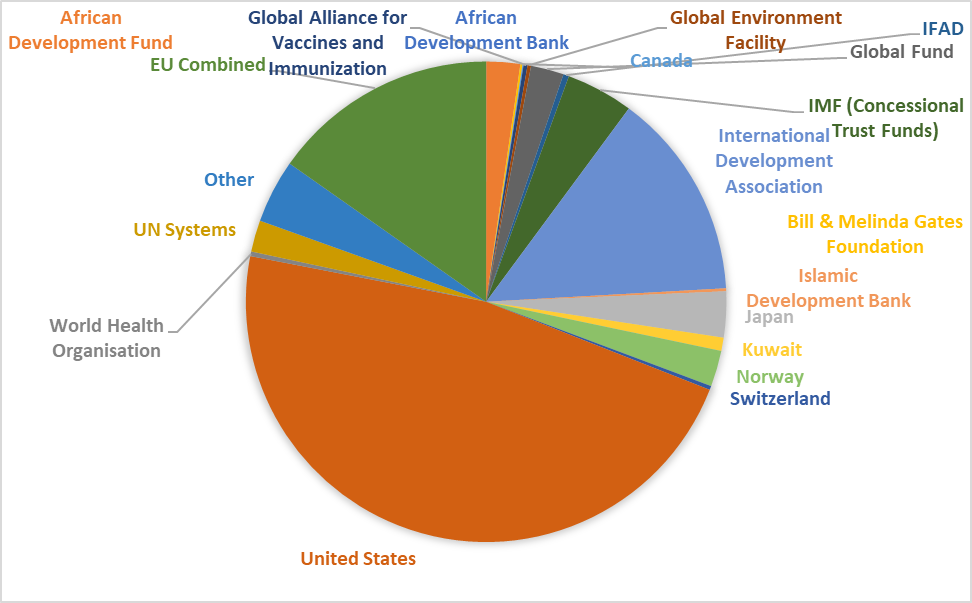 African
Development Fund
Global Alliance for
Vaccines and
Immunization
African
Development Bank
Global Environment
Facility
IFAD
Global Fund
Canada
EU Combined
IMF (Concessional
Trust Funds)
International
Development
Association
Other
Bill & Melinda Gates
Foundation
UN Systems
Islamic
Development Bank
Japan
World Health
Organisation
Kuwait
Norway
Switzerland
United States